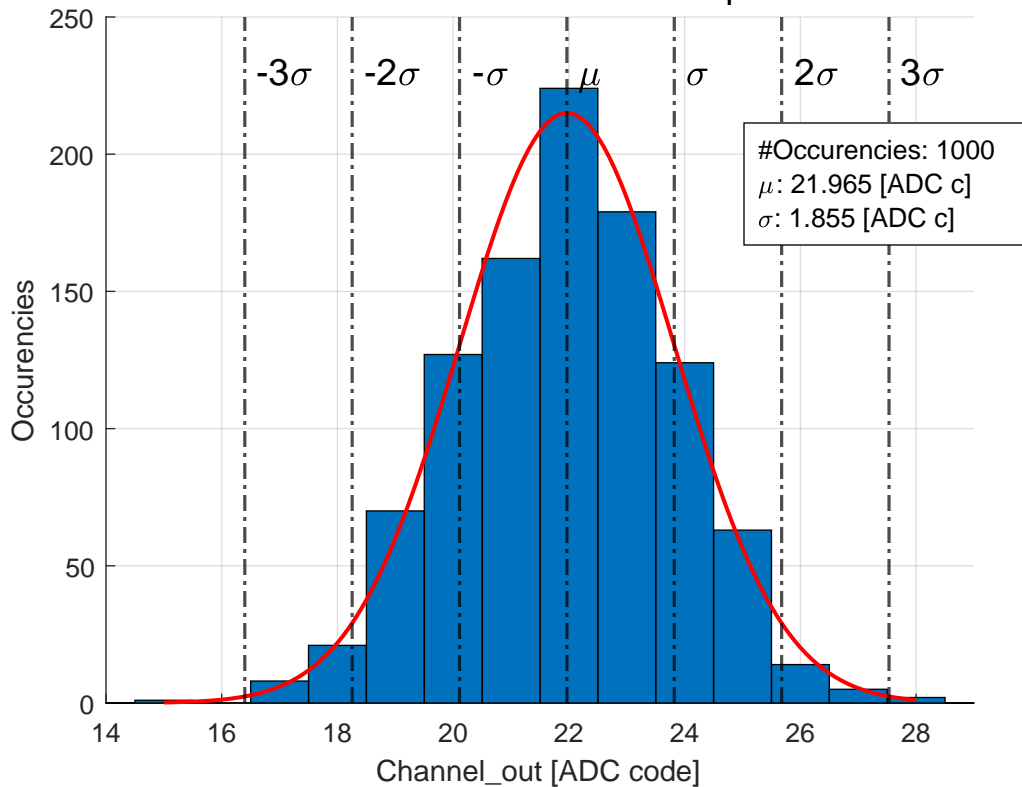 250
200
150
100
50
0
Occurencies
-3σ
-2σ
-σ
μ
σ
2σ
3σ
#Occurencies: 1000
μ: 21.965 [ADC c]
σ: 1.855 [ADC c]
14
16
18
20
22
24
26
28
Channel_out [ADC code]